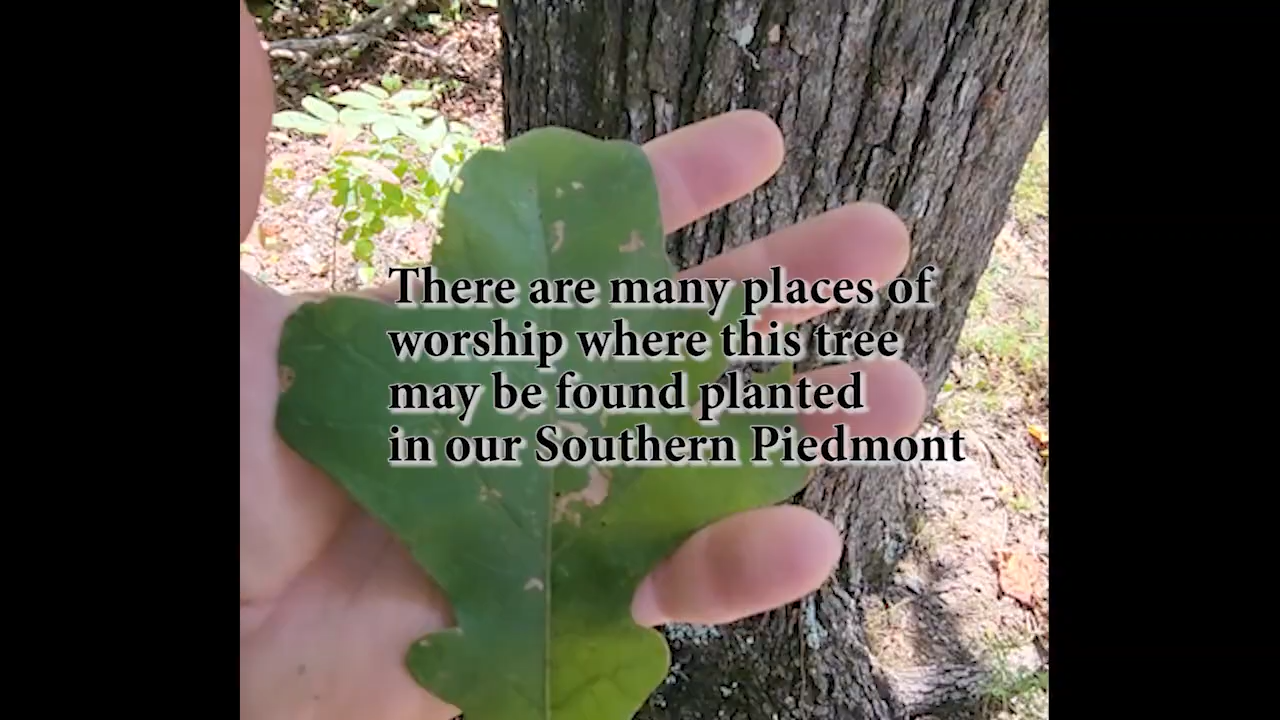 There are many places of
worship where this tree
may be found planted
in our Southern Piedmont